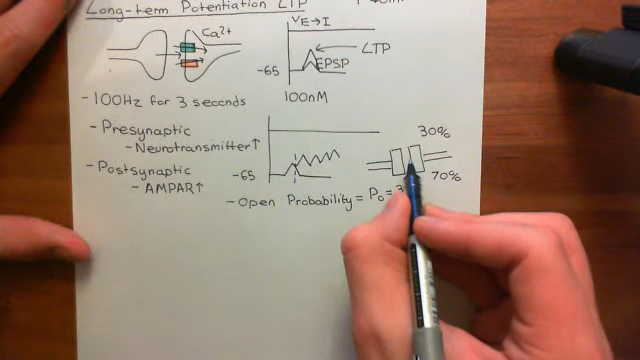 Long-term Potentiation LTP
Ca²⁺
VE→I
LTP
EPSP
-65
100nM
- 100Hz for 3 seconds
- Presynaptic
- Neurotransmitter↑
- Postsynaptic
- AMPAR↑
-65
30%
70%
- Open Probability = Po = 3